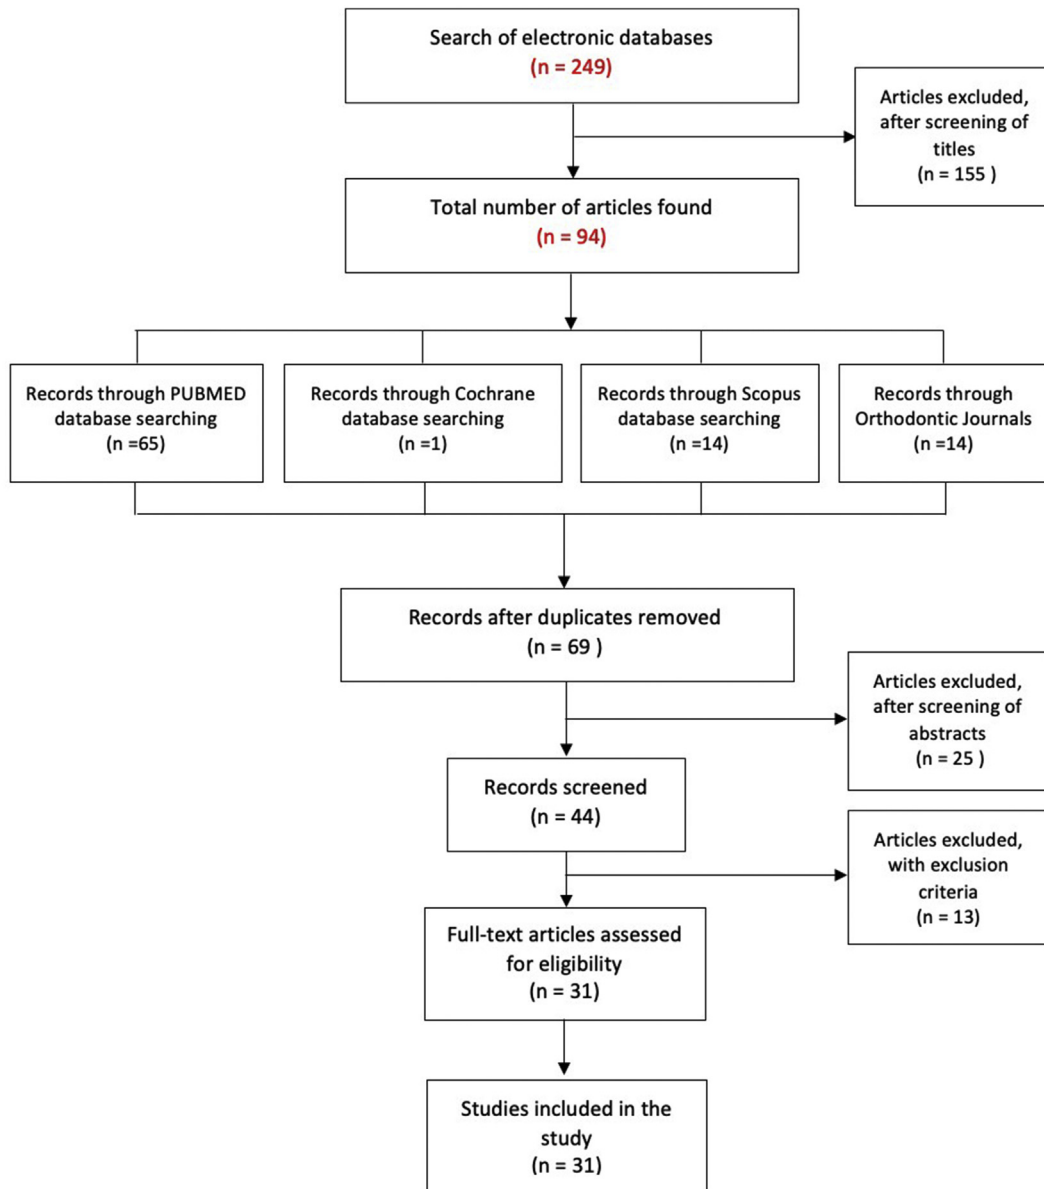 Search of electronic databases
(n = 249)
Articles excluded,
after screening of
titles
(n = 155 )
Total number of articles found
(n = 94)
Records through PUBMED
database searching
(n =65)
Records through Cochrane
database searching
(n =1)
Records through Scopus
database searching
(n =14)
Records through
Orthodontic Journals
(n =14)
Records after duplicates removed
(n = 69 )
Articles excluded,
after screening of
abstracts
(n = 25 )
Records screened
(n = 44)
Articles excluded,
with exclusion
criteria
(n = 13)
Full-text articles assessed
for eligibility
(n = 31)
Studies included in the
study
(n = 31)